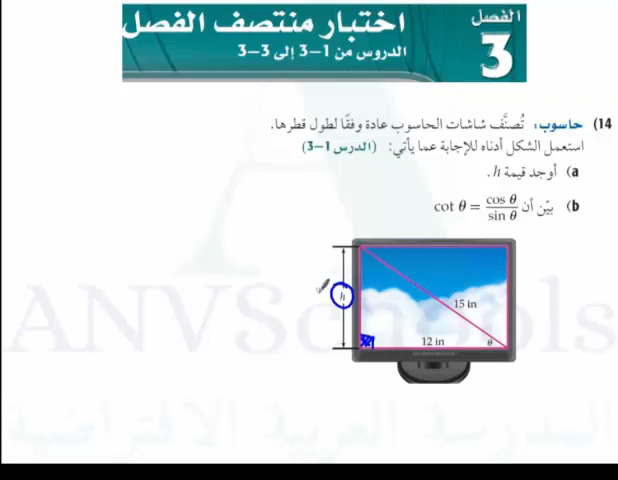 الفصل
3
اختبار منتصف الفصل
الدروس من 1-3 إلى 3-3
14) حاسوب: تُصنَّف شاشات الحاسوب عادة وفقًا لطول قطرها.
استعمل الشكل أدناه للإجابة عما يأتي: (الدرس 1-3)
a) أوجد قيمة h.
b) بيّن أن cot θ = cos θ / sin θ
h
15 in
12 in
θ
ANVSchools
المدرسة العربية الافتراضية